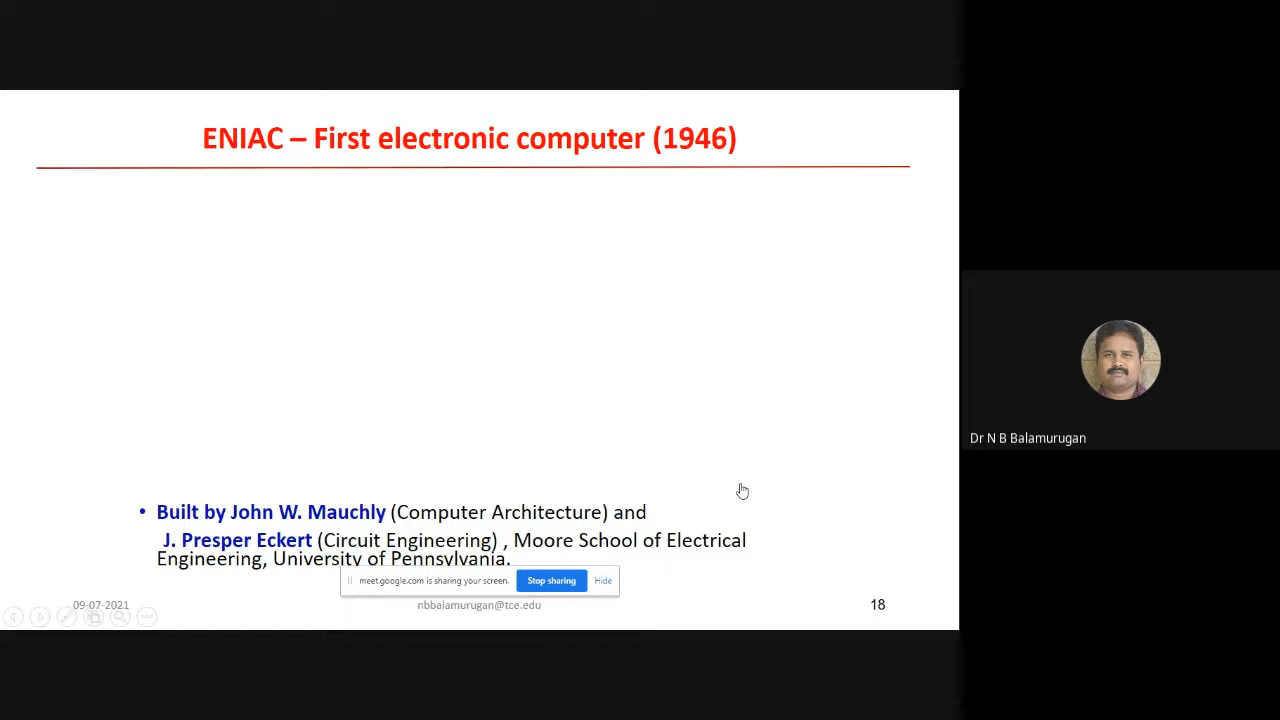 ENIAC – First electronic computer (1946)
• Built by John W. Mauchly (Computer Architecture) and
J. Presper Eckert (Circuit Engineering) , Moore School of Electrical
Engineering, University of Pennsylvania.
meet.google.com is sharing your screen. Stop sharing Hide
09-07-2021 nbbalamurugan@tce.edu 18
Dr N B Balamurugan